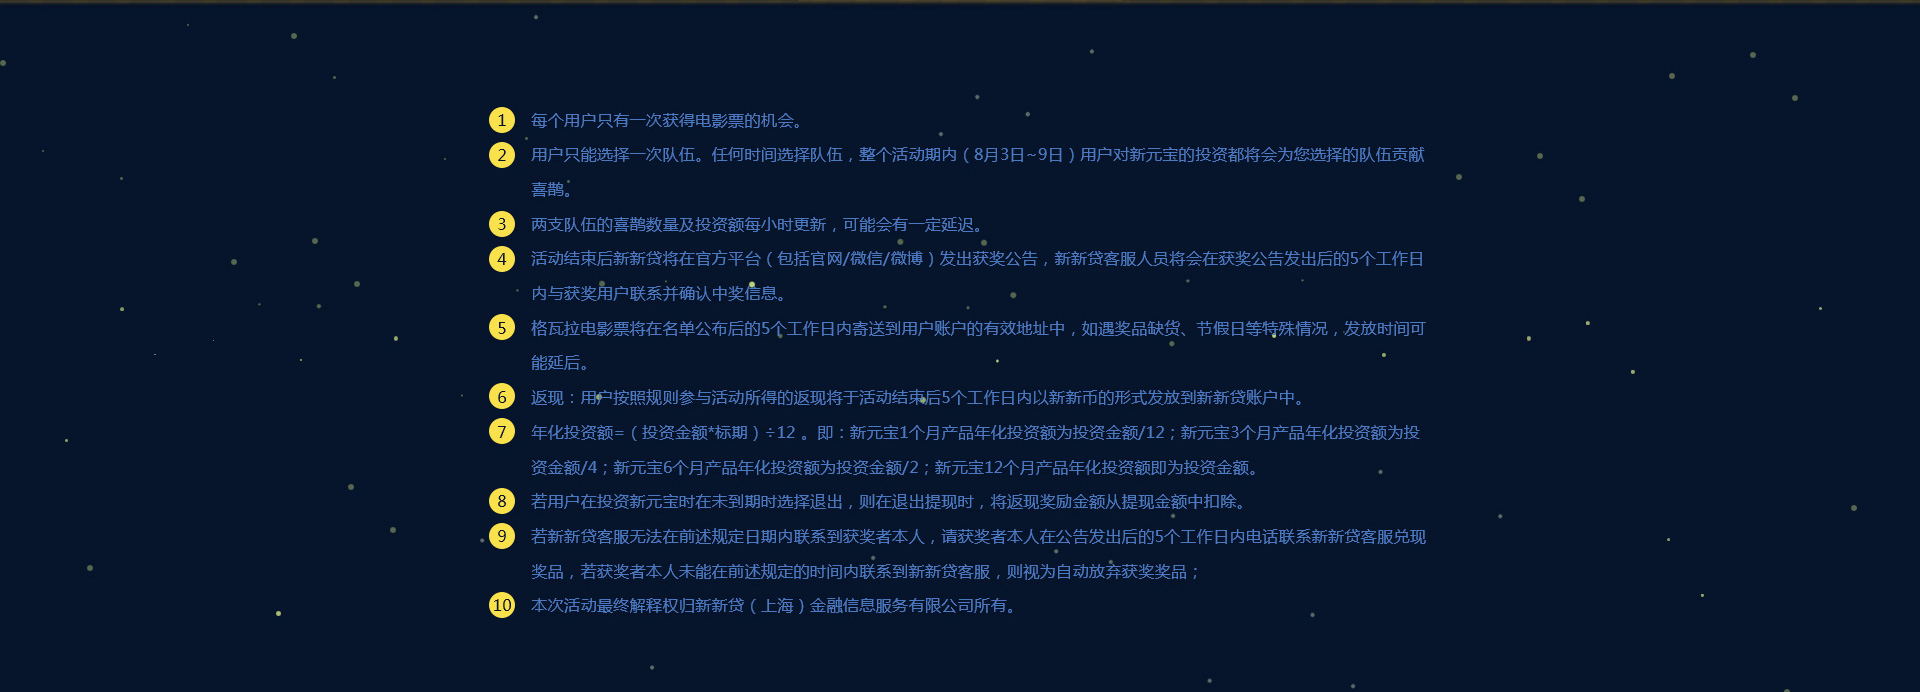 1 每个用户只有一次获得电影票的机会。
2 用户只能选择一次队伍。任何时间选择队伍，整个活动期内（8月3日~9日）用户对新元宝的投资都将会为您选择的队伍贡献
喜鹊。
3 两支队伍的喜鹊数量及投资额每小时更新，可能会有一定延迟。
4 活动结束后新新贷将在官方平台（包括官网/微信/微博）发出获奖公告，新新贷客服人员将会在获奖公告发出后的5个工作日
内与获奖用户联系并确认中奖信息。
5 格瓦拉电影票将在名单公布后的5个工作日内寄送到用户账户的有效地址中，如遇奖品缺货、节假日等特殊情况，发放时间可
能延后。
6 返现：用户按照规则参与活动所得的返现将于活动结束后5个工作日内以新新币的形式发放到新新贷账户中。
7 年化投资额=（投资金额*标期）÷12 。即：新元宝1个月产品年化投资额为投资金额/12；新元宝3个月产品年化投资额为投
资金额/4；新元宝6个月产品年化投资额为投资金额/2；新元宝12个月产品年化投资额即为投资金额。
8 若用户在投资新元宝时在未到期时选择退出，则在退出提现时，将返现奖励金额从提现金额中扣除。
9 若新新贷客服无法在前述规定日期内联系到获奖者本人，请获奖者本人在公告发出后的5个工作日内电话联系新新贷客服兑现
奖品，若获奖者本人未能在前述规定的时间内联系到新新贷客服，则视为自动放弃获奖奖品；
10 本次活动最终解释权归新新贷（上海）金融信息服务有限公司所有。